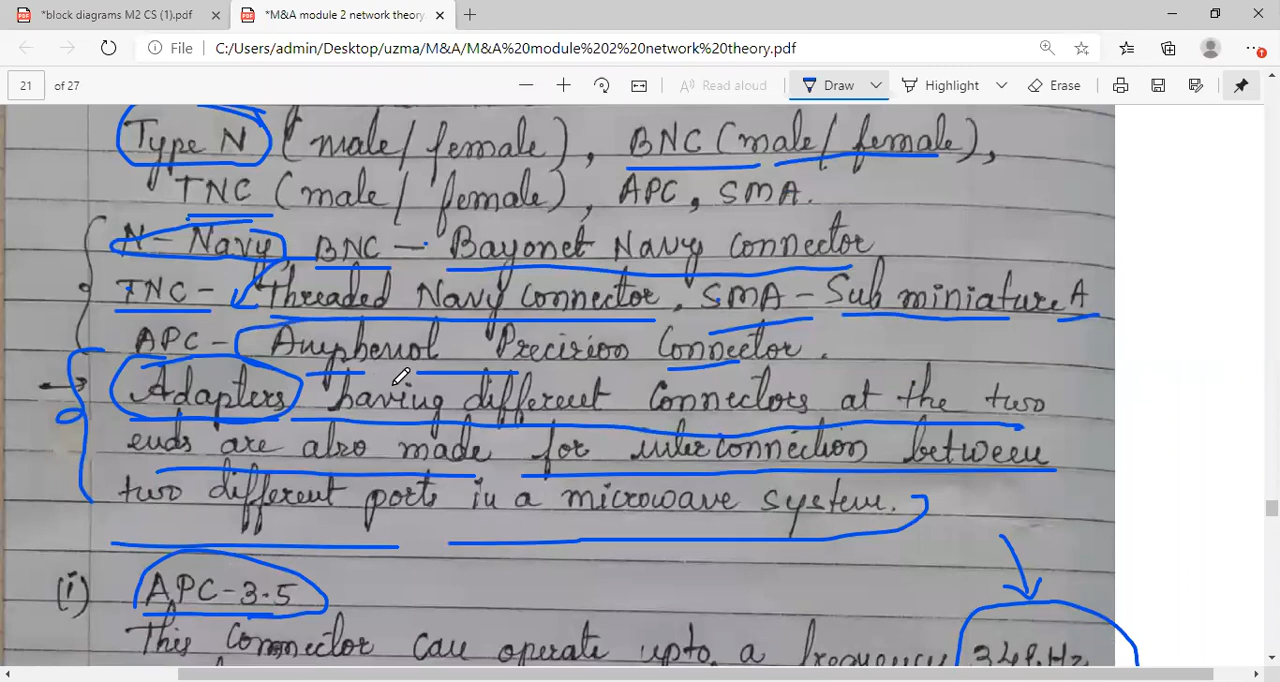 *block diagrams M2 CS (1).pdf
*M&A module 2 network theory.
File C:/Users/admin/Desktop/uzma/M&A/M&A%20module%202%20network%20theory.pdf
21 of 27 Read aloud Draw Highlight Erase
Type N (male/female), BNC (male/female),
TNC (male/female), APC, SMA.
N - Navy, BNC - Bayonet Navy connector
TNC - Threaded Navy connector, SMA - Sub miniature A
APC - Amphenol Precision Connector.
→ Adapters having different connectors at the two
ends are also made for interconnection between
two different ports in a microwave system.
(i) APC-3.5
This connector can operate upto a frequency 34GHz